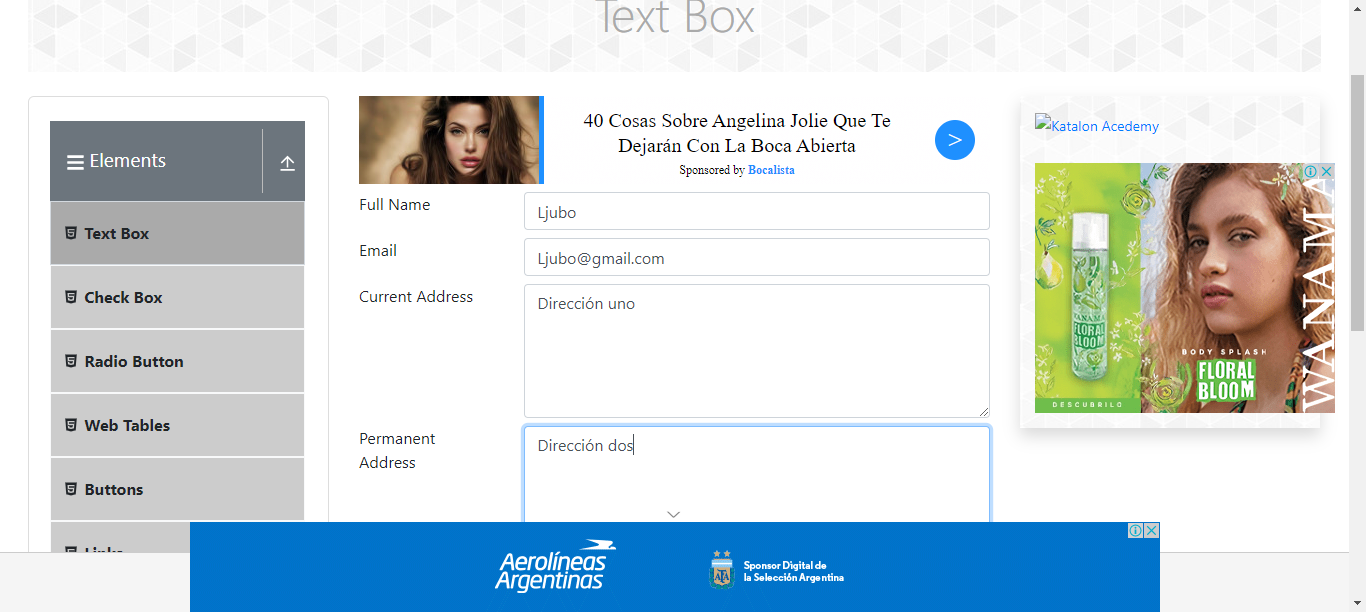 Text Box
Elements
Text Box
Check Box
Radio Button
Web Tables
Buttons
Links
40 Cosas Sobre Angelina Jolie Que Te
Dejarán Con La Boca Abierta
Sponsored by Bocalista
>
Full Name
Ljubo
Email
Ljubo@gmail.com
Current Address
Dirección uno
Permanent
Address
Dirección dos
Katalon Acedemy
WANAMA
FLORAL
BLOOM
BODY SPLASH
FLORAL
BLOOM
DESCUBRILO
WANAMA
Aerolíneas
Argentinas
AFA
Sponsor Digital de
la Selección Argentina